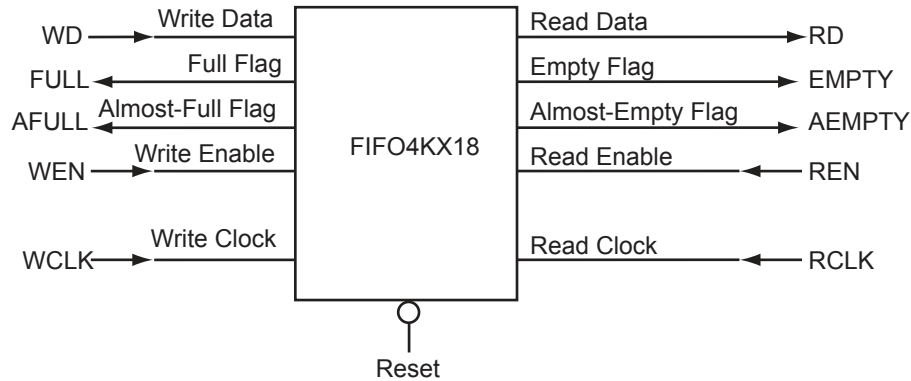 WD Write Data Read Data RD
FULL Full Flag Empty Flag EMPTY
AFULL Almost-Full Flag Almost-Empty Flag AEMPTY
FIFO4KX18
WEN Write Enable Read Enable REN
WCLK Write Clock Read Clock RCLK
Reset